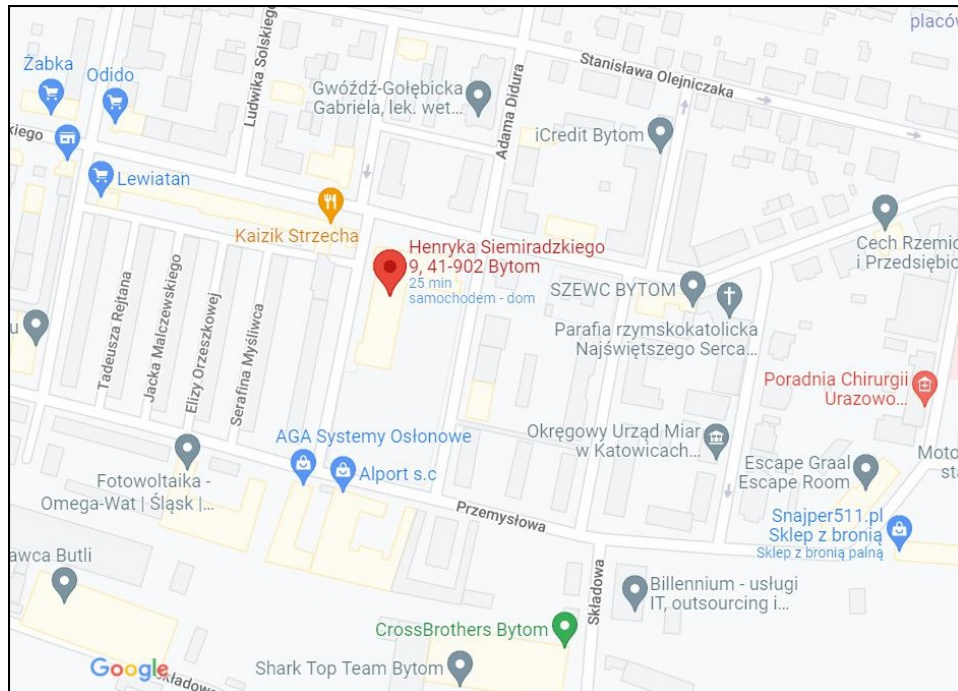 placów
Żabka
Odido
Ludwika Solskiego
Gwóźdź-Gołębicka
Gabriela, lek. wet...
Adama Didura
Stanisława Olejniczaka
iCredit Bytom
kiego
Lewiatan
Kaizik Strzecha
Henryka Siemiradzkiego
9, 41-902 Bytom
25 min
samochodem - dom
Cech Rzemio
i Przedsiębio
SZEWC BYTOM
Parafia rzymskokatolicka
Najświętszego Serca...
Tadeusza Rejtana
Jacka Malczewskiego
Elizy Orzeszkowej
Serafina Myśliwca
u
Poradnia Chirurgii
Urazowo...
AGA Systemy Osłonowe
Alport s.c
Okręgowy Urząd Miar
w Katowicach...
Escape Graal
Escape Room
Moto
sta
Fotowoltaika -
Omega-Wat | Śląsk |...
Przemysłowa
Snajper511.pl
Sklep z bronią
Sklep z bronią palną
awca Butli
Składowa
Billennium - usługi
IT, outsourcing i...
CrossBrothers Bytom
Shark Top Team Bytom
Google
Składowa